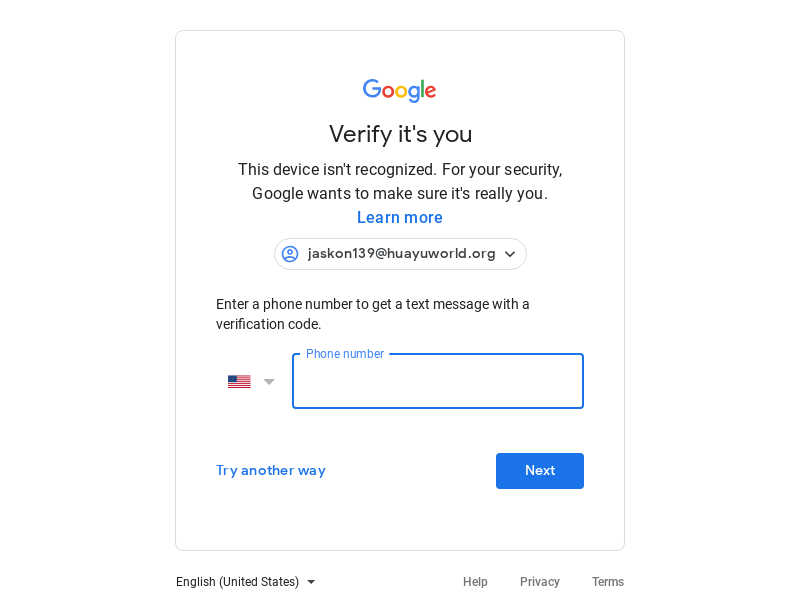 Google
Verify it's you
This device isn't recognized. For your security,
Google wants to make sure it's really you.
Learn more
jaskon139@huayuworld.org
Enter a phone number to get a text message with a
verification code.
Phone number
Try another way
Next
English (United States)
Help
Privacy
Terms